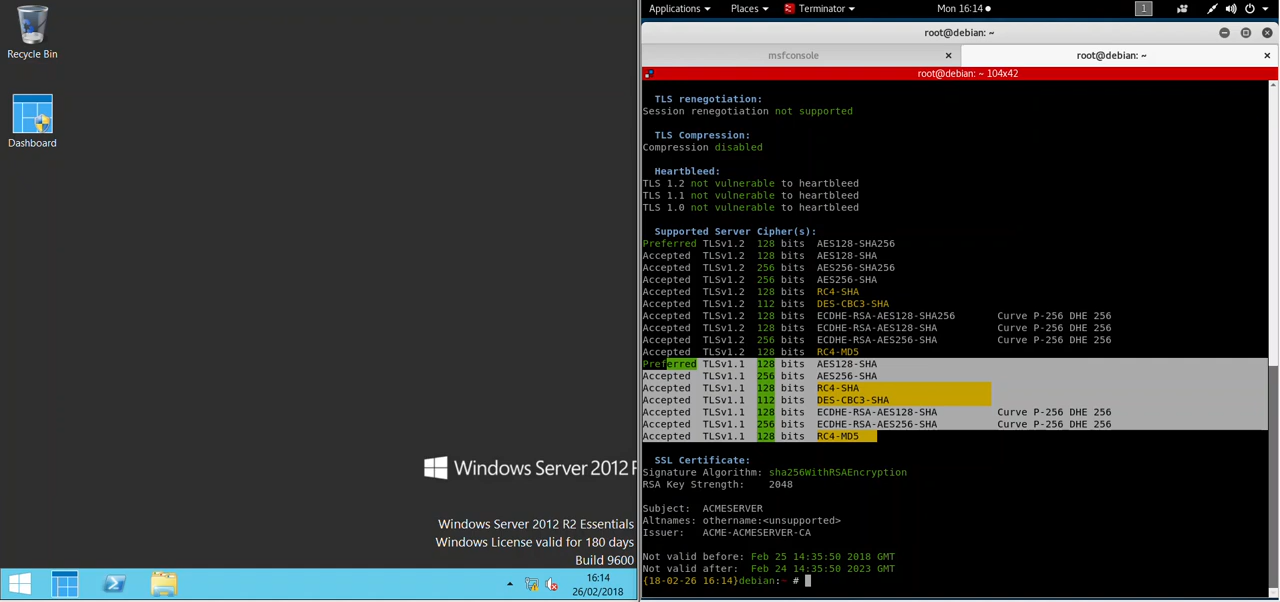 Recycle Bin
Dashboard
Windows Server 2012 R
Windows Server 2012 R2 Essentials
Windows License valid for 180 days
Build 9600
16:14
26/02/2018
Applications Places Terminator Mon 16:14 1
root@debian: ~
msfconsole root@debian: ~
root@debian: ~ 104x42
TLS renegotiation:
Session renegotiation not supported
TLS Compression:
Compression disabled
Heartbleed:
TLS 1.2 not vulnerable to heartbleed
TLS 1.1 not vulnerable to heartbleed
TLS 1.0 not vulnerable to heartbleed
Supported Server Cipher(s):
Preferred TLSv1.2 128 bits AES128-SHA256
Accepted TLSv1.2 128 bits AES128-SHA
Accepted TLSv1.2 256 bits AES256-SHA256
Accepted TLSv1.2 256 bits AES256-SHA
Accepted TLSv1.2 128 bits RC4-SHA
Accepted TLSv1.2 112 bits DES-CBC3-SHA
Accepted TLSv1.2 128 bits ECDHE-RSA-AES128-SHA256 Curve P-256 DHE 256
Accepted TLSv1.2 128 bits ECDHE-RSA-AES128-SHA Curve P-256 DHE 256
Accepted TLSv1.2 256 bits ECDHE-RSA-AES256-SHA Curve P-256 DHE 256
Accepted TLSv1.2 128 bits RC4-MD5
Preferred TLSv1.1 128 bits AES128-SHA
Accepted TLSv1.1 256 bits AES256-SHA
Accepted TLSv1.1 128 bits RC4-SHA
Accepted TLSv1.1 112 bits DES-CBC3-SHA
Accepted TLSv1.1 128 bits ECDHE-RSA-AES128-SHA Curve P-256 DHE 256
Accepted TLSv1.1 256 bits ECDHE-RSA-AES256-SHA Curve P-256 DHE 256
Accepted TLSv1.1 128 bits RC4-MD5
SSL Certificate:
Signature Algorithm: sha256WithRSAEncryption
RSA Key Strength: 2048
Subject: ACMESERVER
Altnames: othername:<unsupported>
Issuer: ACME-ACMESERVER-CA
Not valid before: Feb 25 14:35:50 2018 GMT
Not valid after: Feb 24 14:35:50 2023 GMT
{18-02-26 16:14}debian:~ #